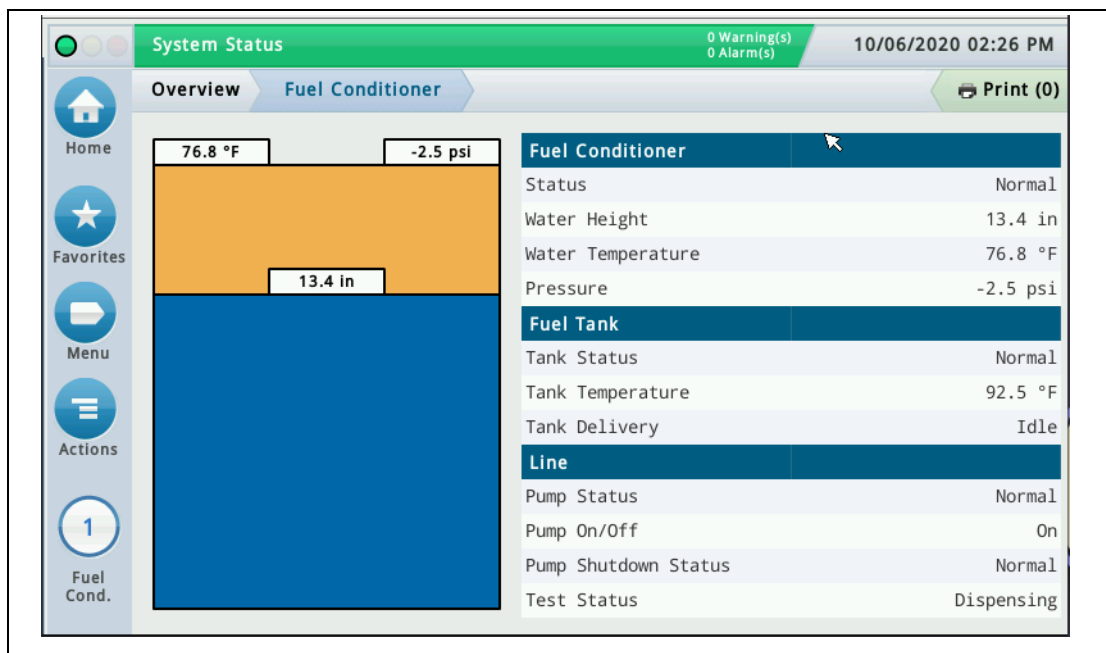 System Status
0 Warning(s)
0 Alarm(s)
10/06/2020 02:26 PM
Overview
Fuel Conditioner
Print (0)
Home
Favorites
Menu
Actions
1
Fuel
Cond.
76.8 °F
-2.5 psi
13.4 in
Fuel Conditioner
Status Normal
Water Height 13.4 in
Water Temperature 76.8 °F
Pressure -2.5 psi
Fuel Tank
Tank Status Normal
Tank Temperature 92.5 °F
Tank Delivery Idle
Line
Pump Status Normal
Pump On/Off On
Pump Shutdown Status Normal
Test Status Dispensing